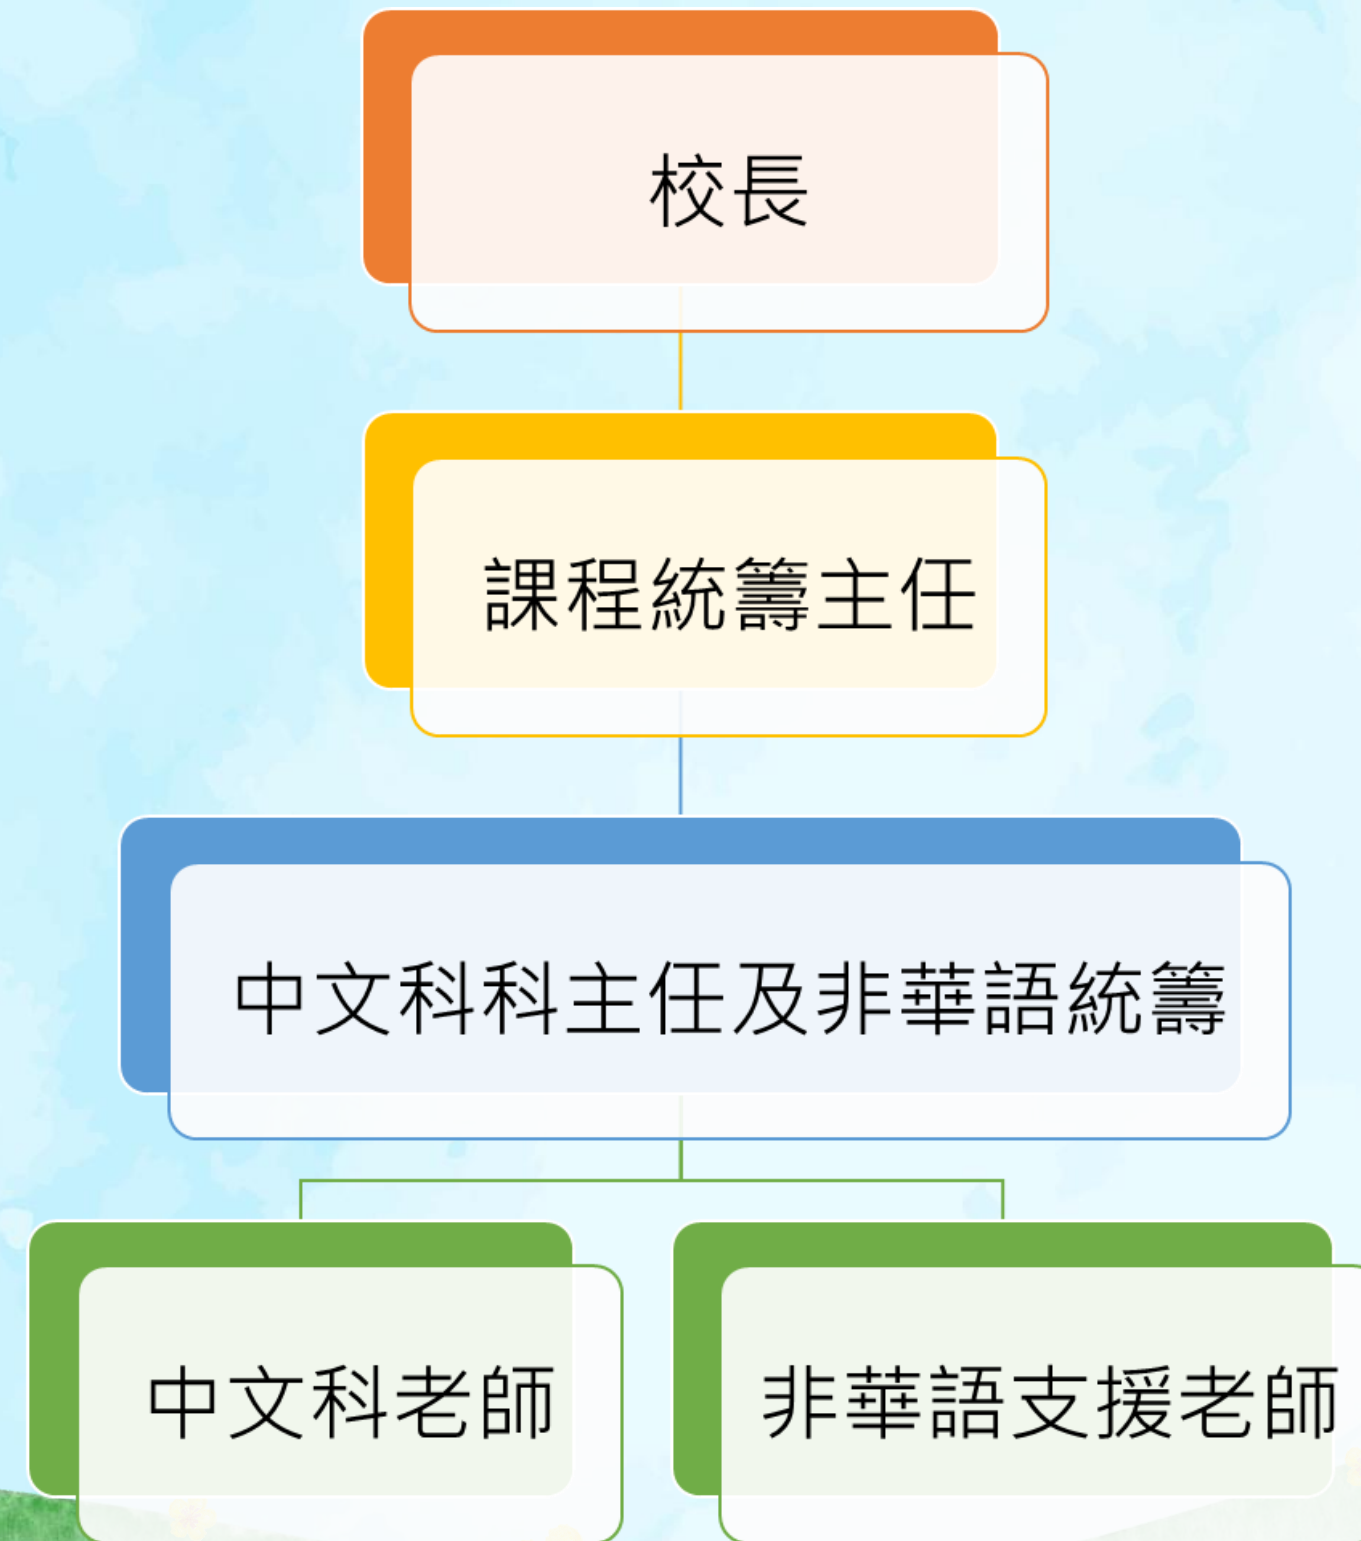 校長
課程統籌主任
中文科科主任及非華語統籌
中文科老師
非華語支援老師